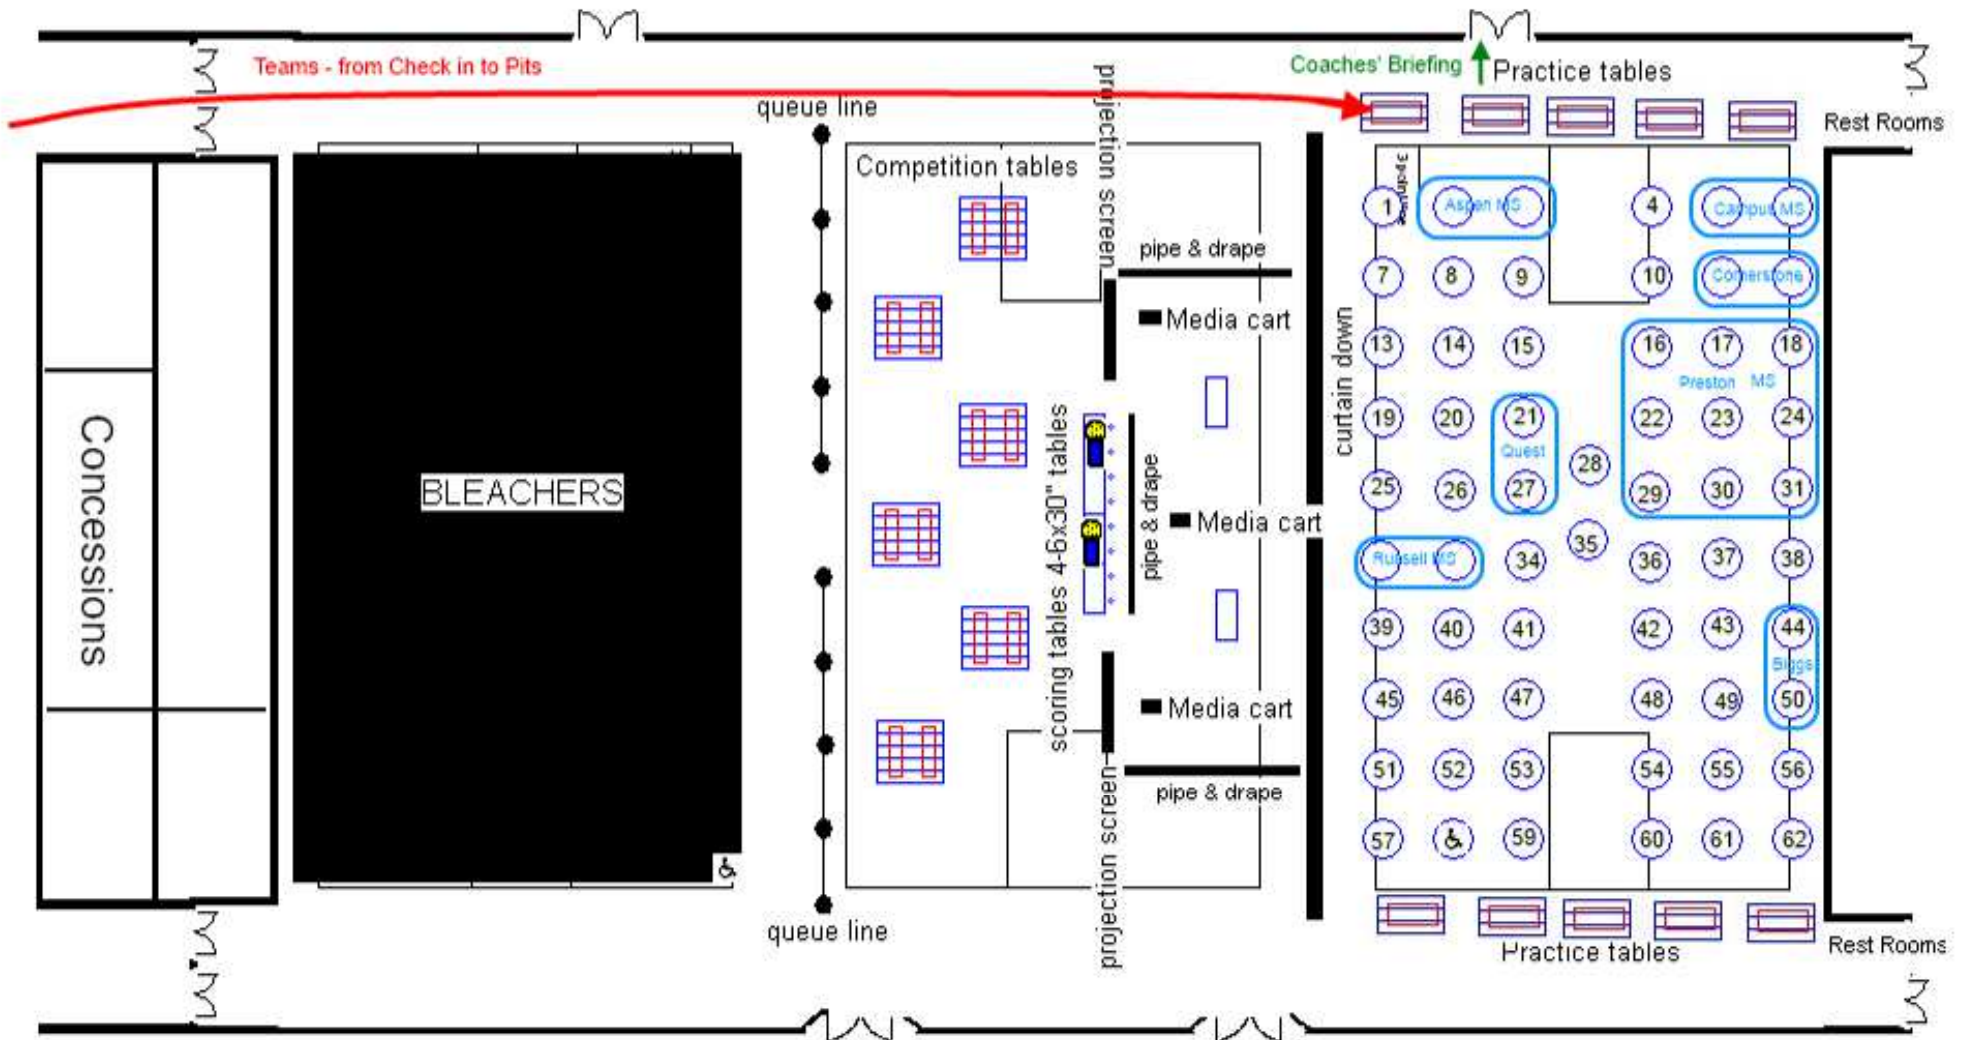 Teams - from Check in to Pits
Coaches' Briefing
Practice tables
Rest Rooms
queue line
projection screen
Competition tables
pipe & drape
Media cart
curtain down
Concessions
BLEACHERS
scoring tables 4-6x30" tables
pipe & drape
Media cart
Media cart
pipe & drape
projection screen
queue line
1 Aspen MS 4 Campus MS
7 8 9 10 Cornerstone
13 14 15 16 17 18
Preston MS
19 20 21 22 23 24
Quest
28
25 26 27 29 30 31
35
Russell MS 34 36 37 38
39 40 41 42 43 44
Biggs
45 46 47 48 49 50
51 52 53 54 55 56
57 59 60 61 62
Practice tables
Rest Rooms